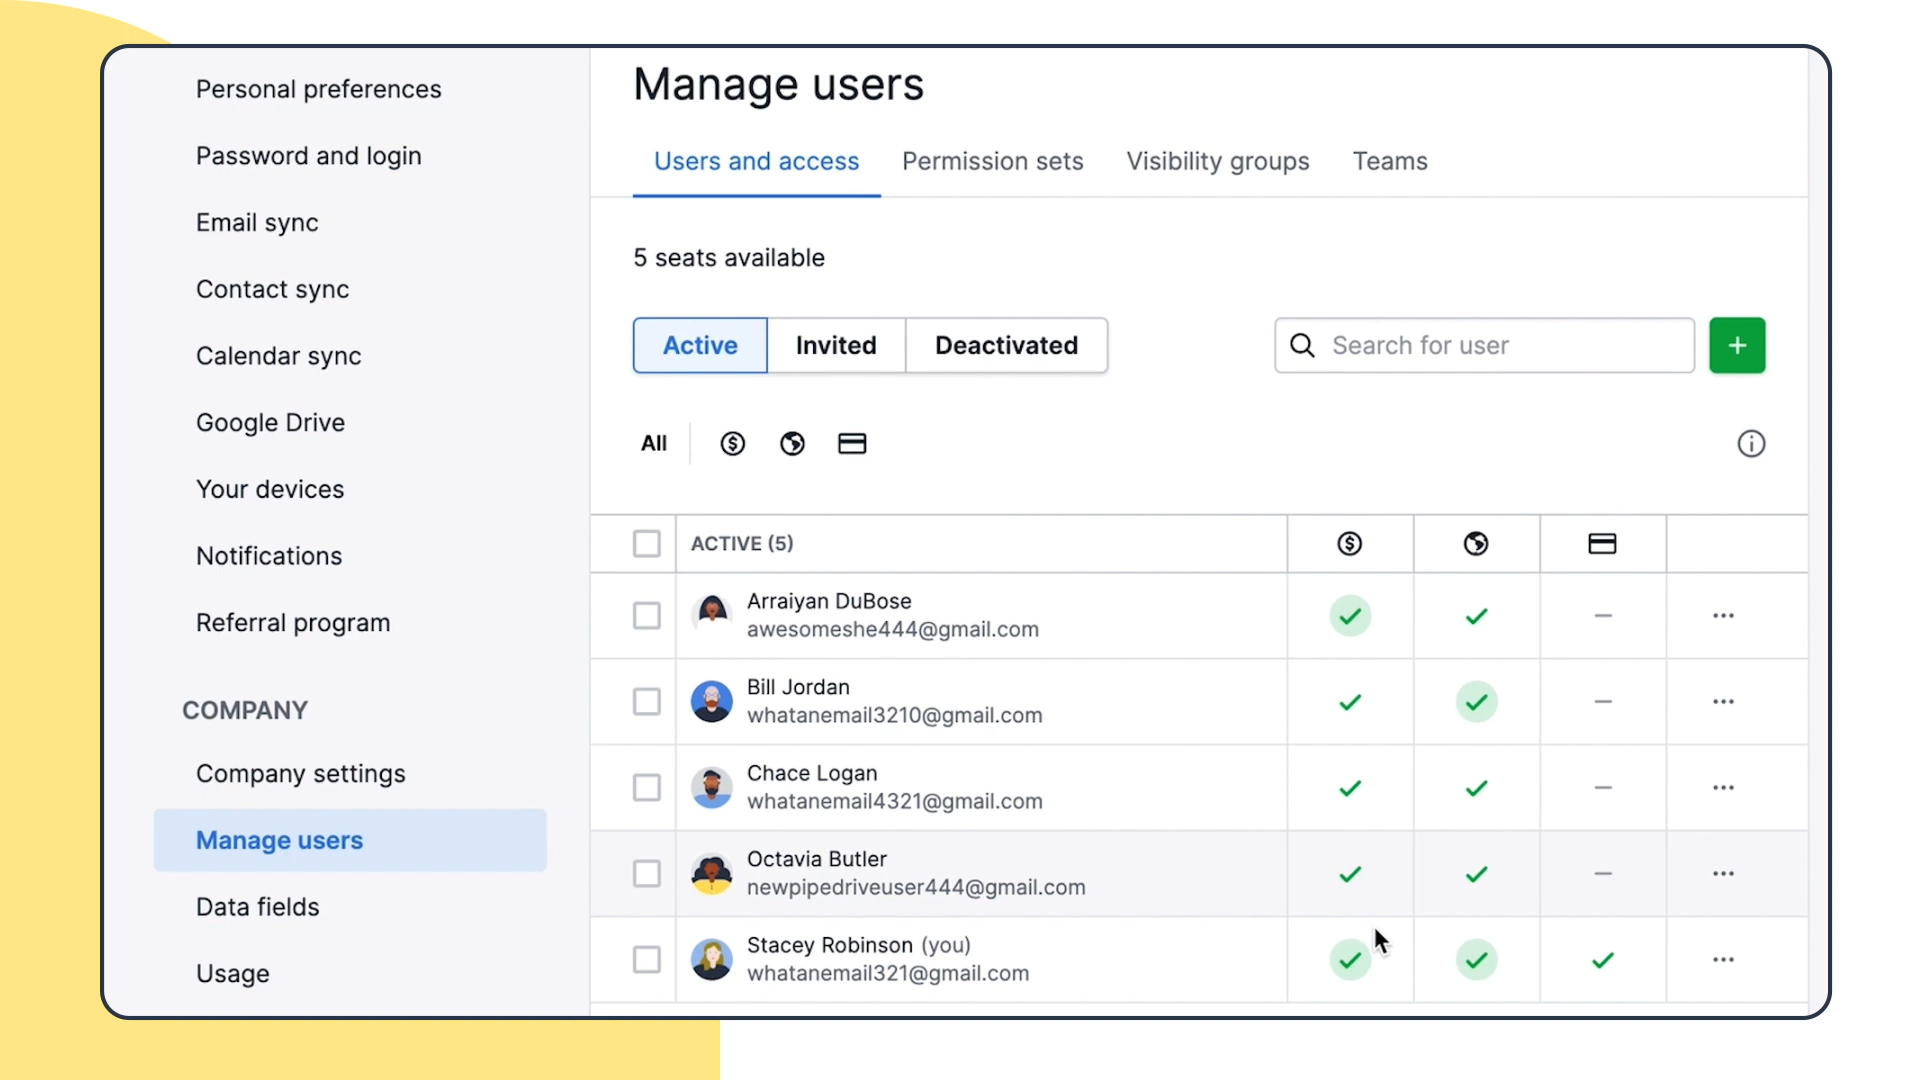 Personal preferences
Password and login
Email sync
Contact sync
Calendar sync
Google Drive
Your devices
Notifications
Referral program
COMPANY
Company settings
Manage users
Data fields
Usage
Manage users
Users and access Permission sets Visibility groups Teams
5 seats available
Active Invited Deactivated
Search for user
All
ACTIVE (5)
Arraiyan DuBose
awesomeshe444@gmail.com
Bill Jordan
whatanemail3210@gmail.com
Chace Logan
whatanemail4321@gmail.com
Octavia Butler
newpipedriveuser444@gmail.com
Stacey Robinson (you)
whatanemail321@gmail.com